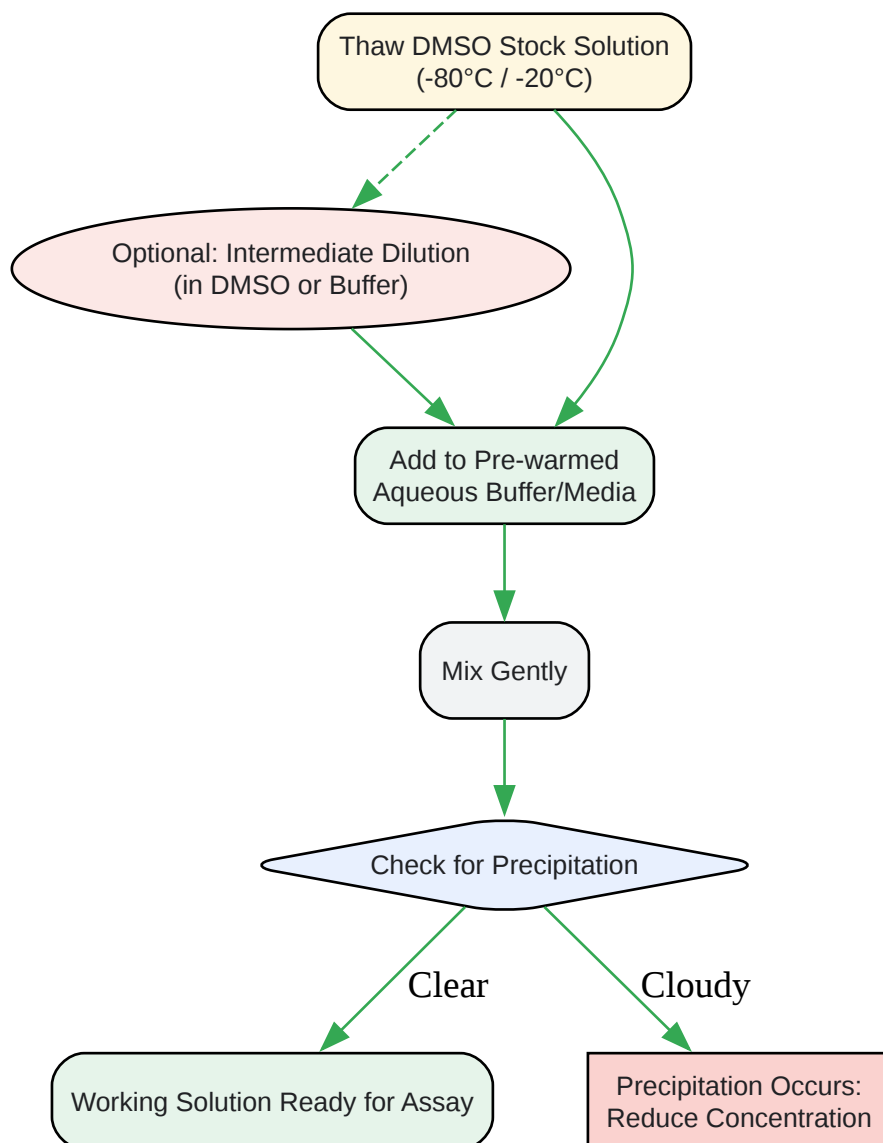 Thaw DMSO Stock Solution
(-80°C / -20°C)
Optional: Intermediate Dilution
(in DMSO or Buffer)
Add to Pre-warmed
Aqueous Buffer/Media
Mix Gently
Check for Precipitation
Clear
Cloudy
Working Solution Ready for Assay
Precipitation Occurs:
Reduce Concentration